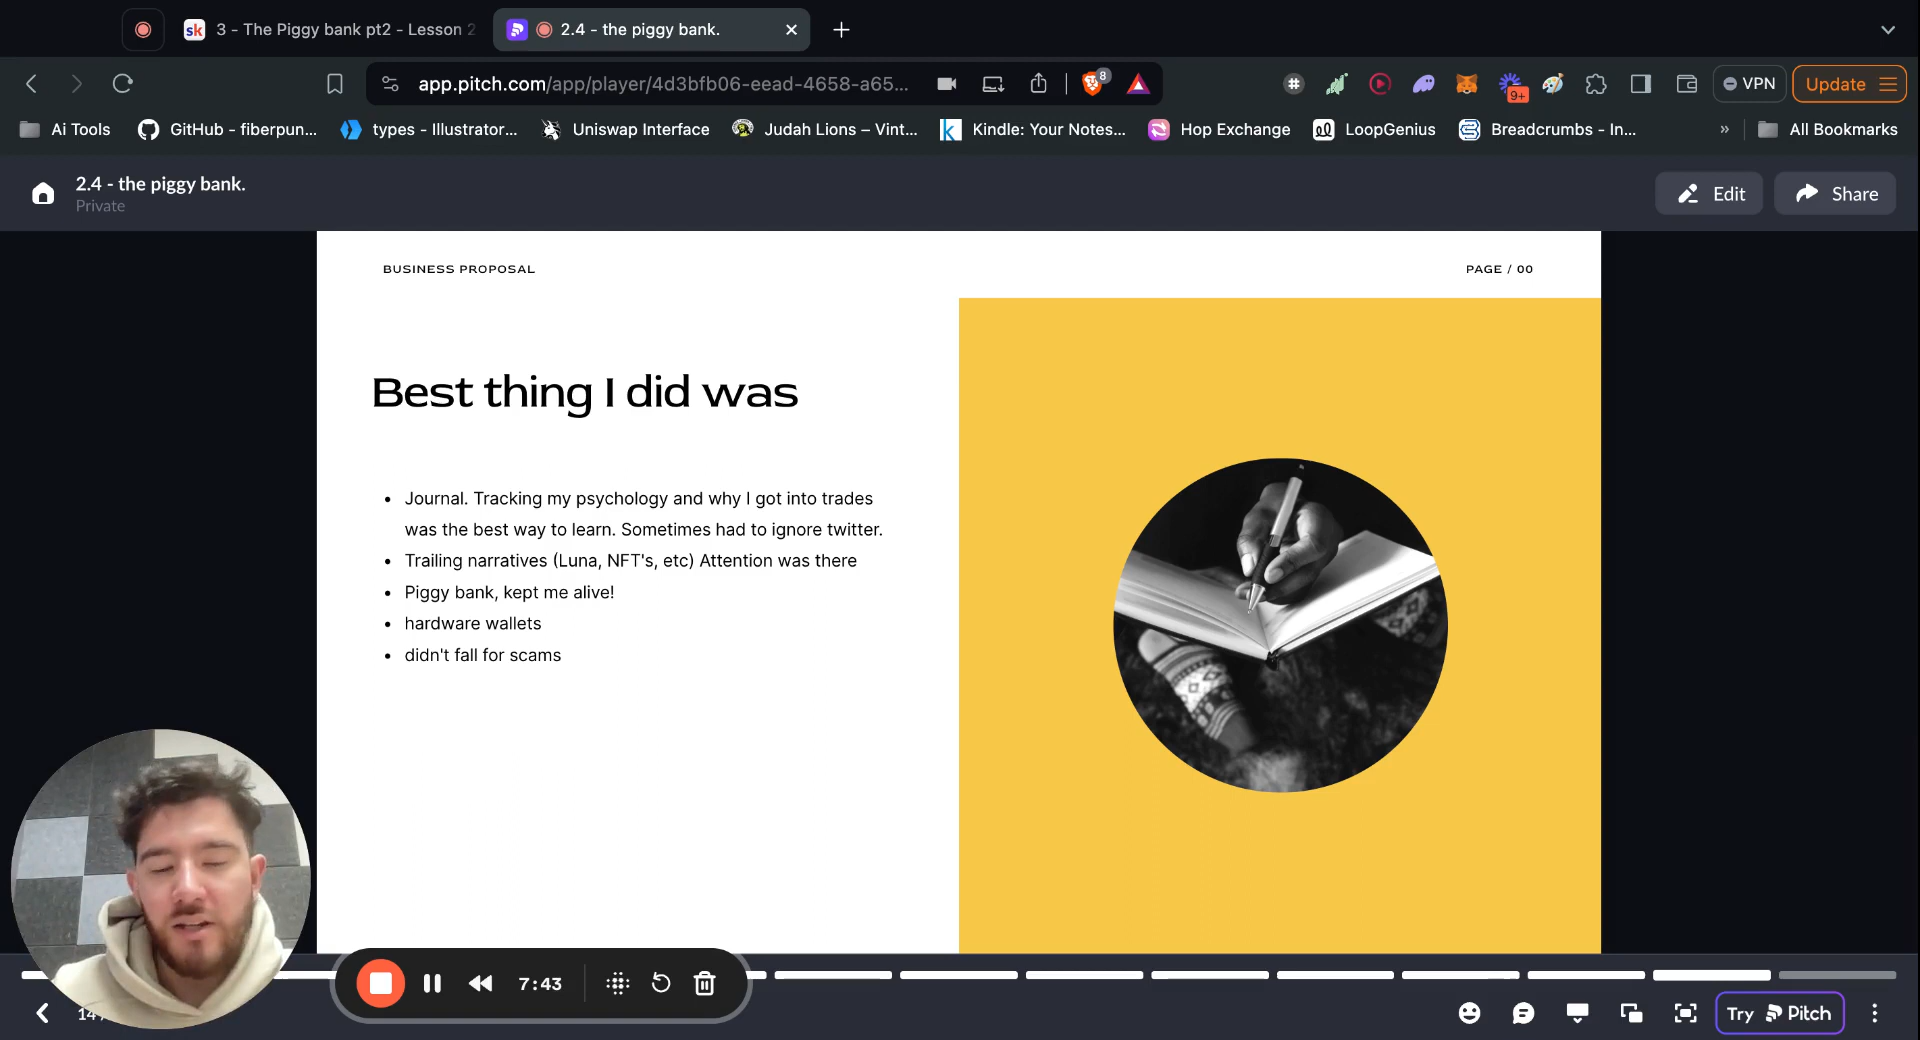 sk 3 - The Piggy bank pt2 - Lesson 2
2.4 - the piggy bank.
app.pitch.com/app/player/4d3bfb06-eead-4658-a65...
8
9+
VPN
Update
Ai Tools
GitHub - fiberpun...
types - Illustrator...
Uniswap Interface
Judah Lions – Vint...
Kindle: Your Notes...
Hop Exchange
LoopGenius
Breadcrumbs - In...
»
All Bookmarks
2.4 - the piggy bank.
Private
Edit
Share
BUSINESS PROPOSAL
PAGE / 00
Best thing I did was
• Journal. Tracking my psychology and why I got into trades
was the best way to learn. Sometimes had to ignore twitter.
• Trailing narratives (Luna, NFT's, etc) Attention was there
• Piggy bank, kept me alive!
• hardware wallets
• didn't fall for scams
7:43
14
Try Pitch